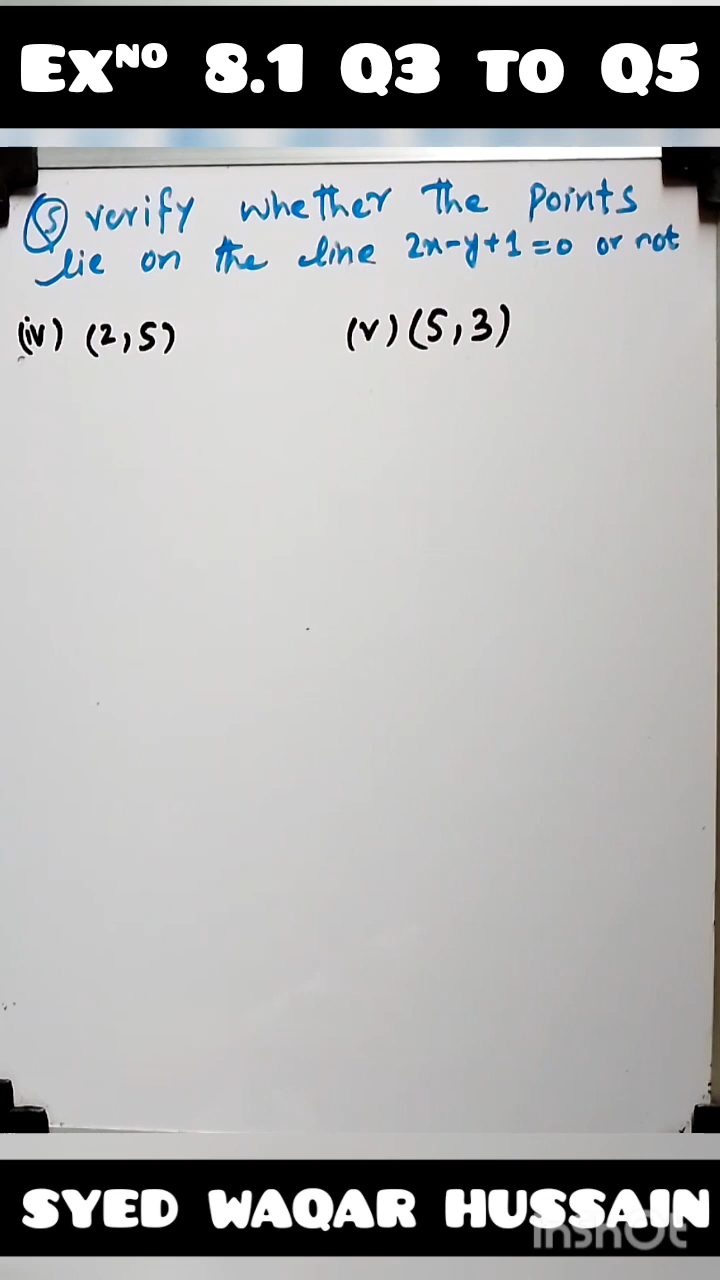 EXNO 8.1 Q3 TO Q5
Q5 verify whether the points
lie on the line 2x-y+1=0 or not
(iv) (2,5) (v) (5,3)
SYED WAQAR HUSSAIN
InShOt